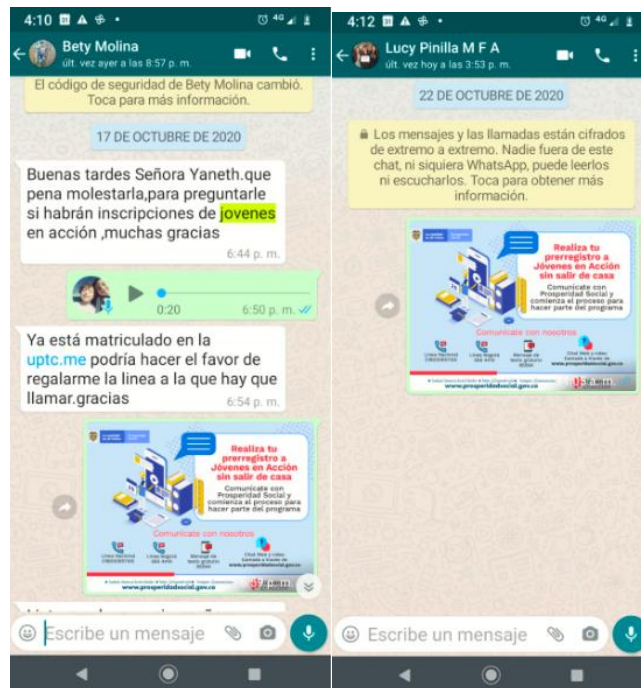 4:10
4G
Bety Molina
últ. vez ayer a las 8:57 p. m.
El código de seguridad de Bety Molina cambió.
Toca para más información.
17 DE OCTUBRE DE 2020
Buenas tardes Señora Yaneth.que
pena molestarla,para preguntarle
si habrán inscripciones de jovenes
en acción ,muchas gracias
6:44 p. m.
0:20
6:50 p. m.
Ya está matriculado en la
uptc.me podría hacer el favor de
regalarme la linea a la que hay que
llamar.gracias
6:54 p. m.
Realiza tu
prerregistro a
Jóvenes en Acción
sin salir de casa
Comunícate con
Prosperidad Social y
comienza el proceso para
hacer parte del programa
Comunícate con nosotros
www.prosperidadsocial.gov.co
Escribe un mensaje
4:12
4G
Lucy Pinilla M F A
últ. vez hoy a las 3:53 p. m.
22 DE OCTUBRE DE 2020
Los mensajes y las llamadas están cifrados
de extremo a extremo. Nadie fuera de este
chat, ni siquiera WhatsApp, puede leerlos
ni escucharlos. Toca para obtener más
información.
Realiza tu
prerregistro a
Jóvenes en Acción
sin salir de casa
Comunícate con
Prosperidad Social y
comienza el proceso para
hacer parte del programa
Comunícate con nosotros
www.prosperidadsocial.gov.co
Escribe un mensaje